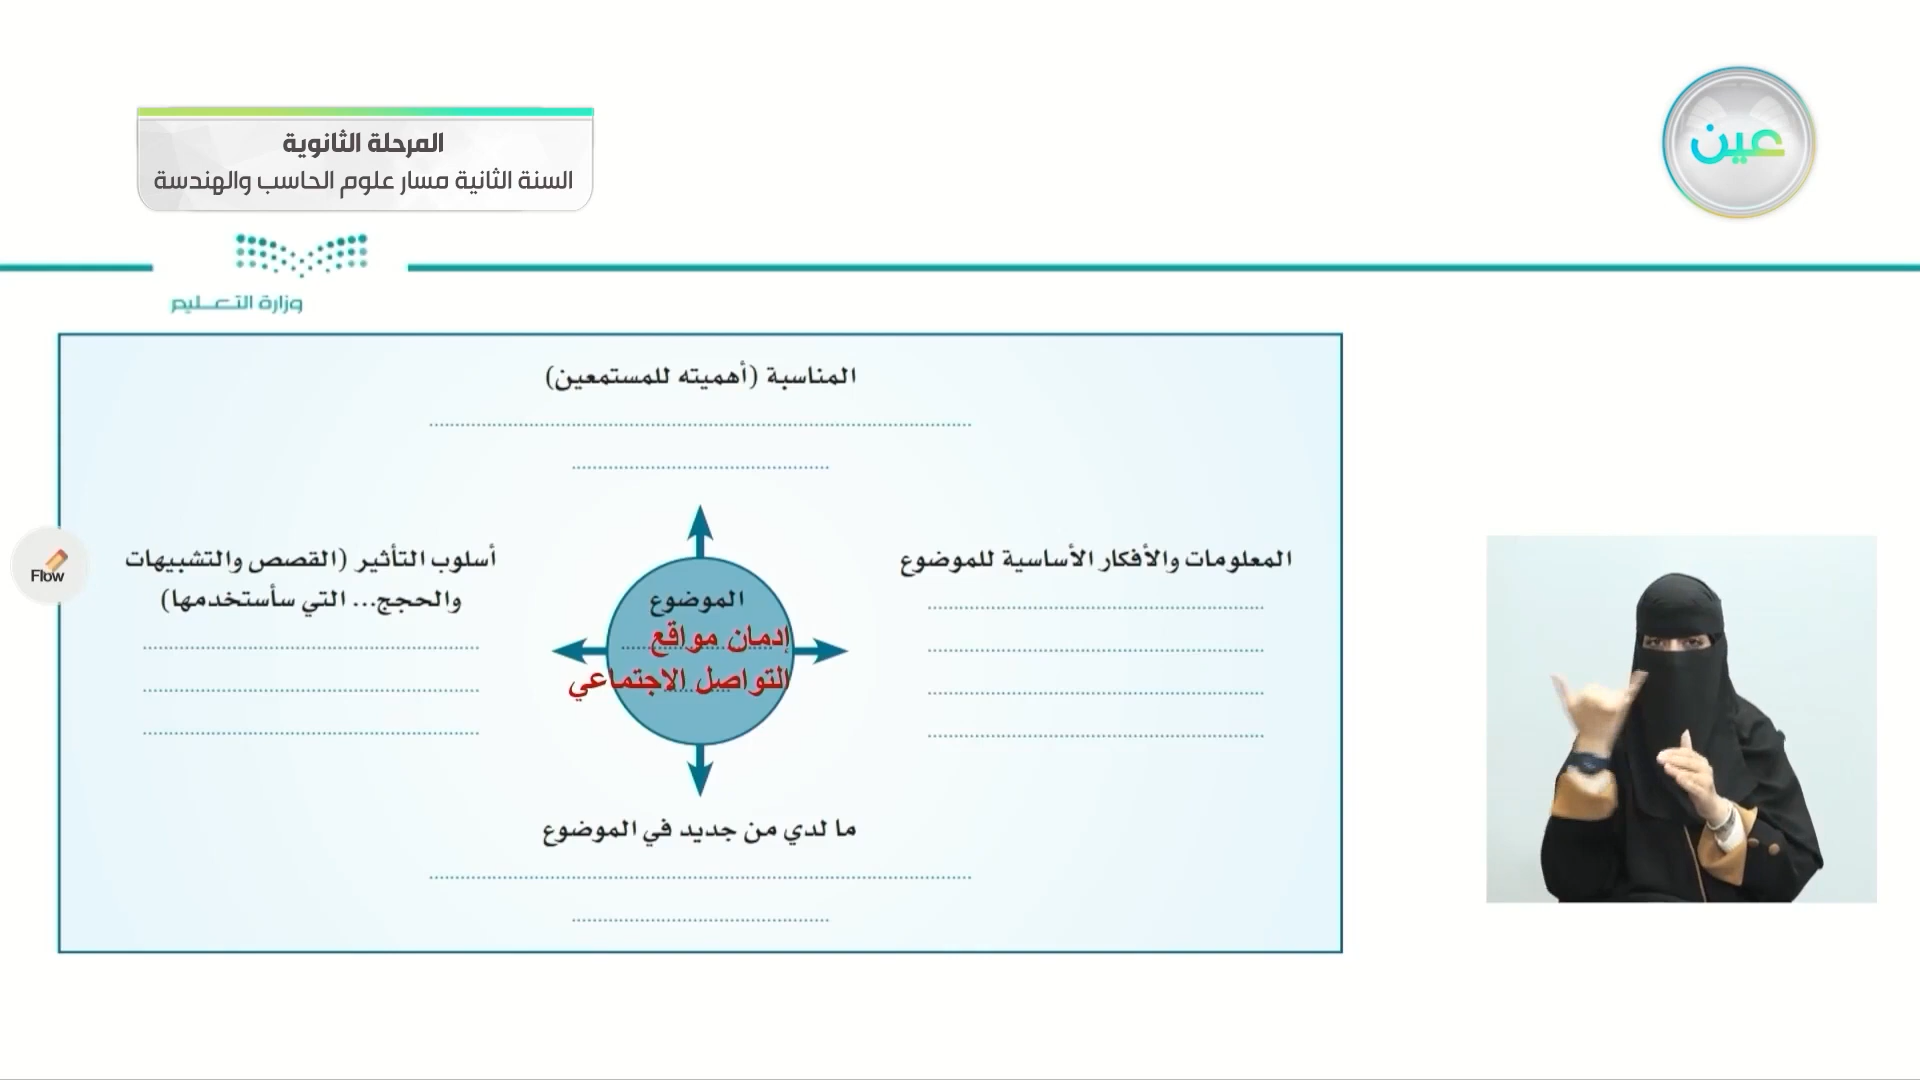 المرحلة الثانوية
السنة الثانية مسار علوم الحاسب والهندسة
عين
وزارة التعليم
المناسبة (أهميته للمستمعين)
المعلومات والأفكار الأساسية للموضوع
أسلوب التأثير (القصص والتشبيهات
والحجج... التي سأستخدمها)
الموضوع
إدمان مواقع
التواصل الاجتماعي
ما لدي من جديد في الموضوع
Flow